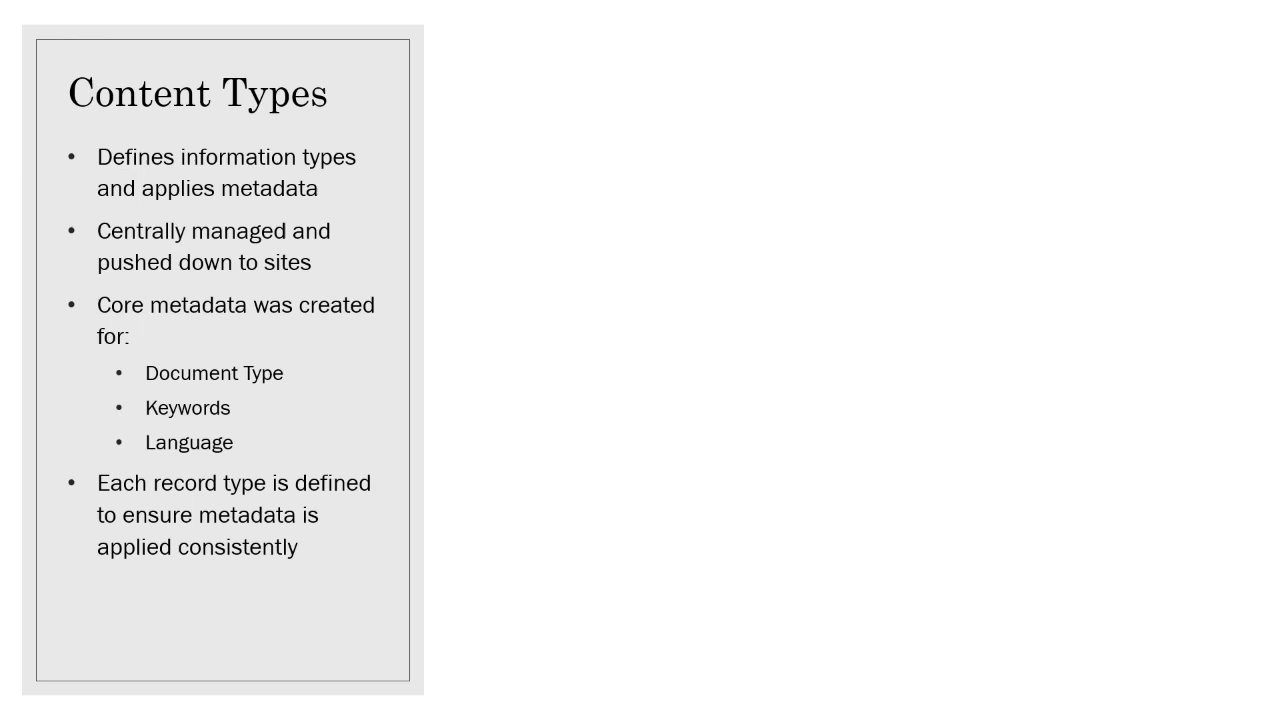 Content Types
• Defines information types
and applies metadata
• Centrally managed and
pushed down to sites
• Core metadata was created
for:
• Document Type
• Keywords
• Language
• Each record type is defined
to ensure metadata is
applied consistently